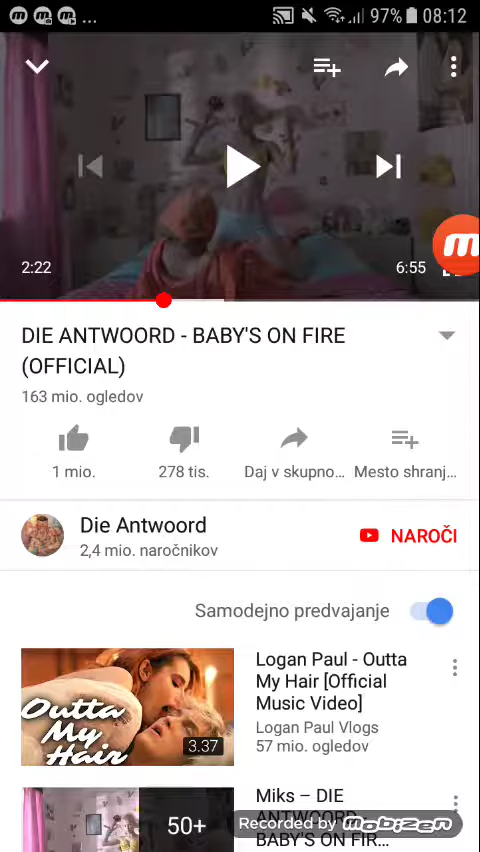 ... 97% 08:12
2:22 6:55
DIE ANTWOORD - BABY'S ON FIRE
(OFFICIAL)
163 mio. ogledov
1 mio. 278 tis. Daj v skupno... Mesto shranj...
Die Antwoord
NAROČI
2,4 mio. naročnikov
Samodejno predvajanje
Logan Paul - Outta
My Hair [Official
Music Video]
Logan Paul Vlogs
57 mio. ogledov
Outta
My
Hair
3.37
Miks – DIE
ANTWOORD -
BABY'S ON FIR...
50+
Recorded by mobizen